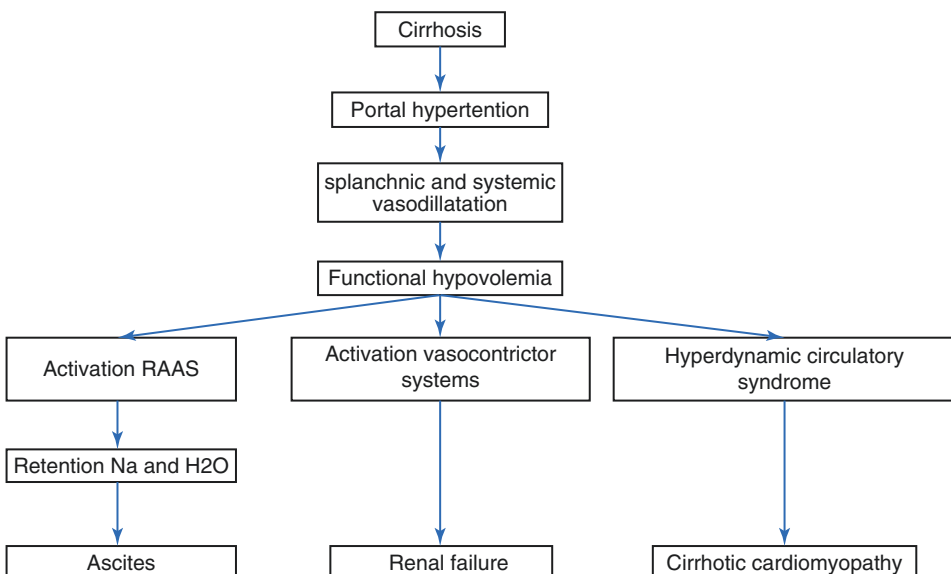 Cirrhosis
Portal hypertention
splanchnic and systemic
vasodillatation
Functional hypovolemia
Activation RAAS
Activation vasocontrictor
systems
Hyperdynamic circulatory
syndrome
Retention Na and H2O
Ascites
Renal failure
Cirrhotic cardiomyopathy